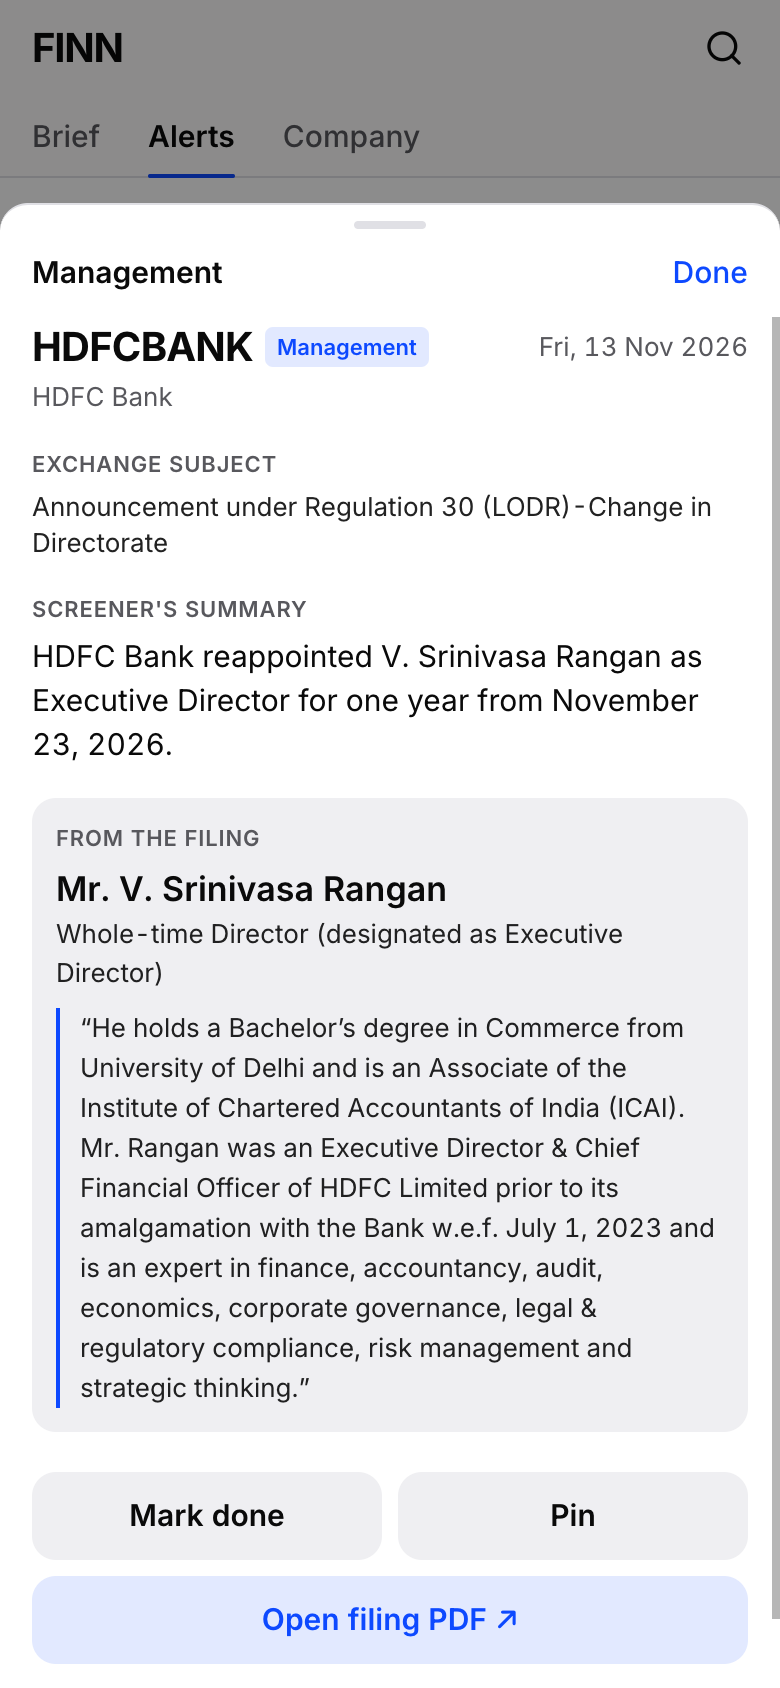 FINN
Brief Alerts Company
Management Done
HDFCBANK Management Fri, 13 Nov 2026
HDFC Bank
EXCHANGE SUBJECT
Announcement under Regulation 30 (LODR)-Change in
Directorate
SCREENER'S SUMMARY
HDFC Bank reappointed V. Srinivasa Rangan as
Executive Director for one year from November
23, 2026.
FROM THE FILING
Mr. V. Srinivasa Rangan
Whole-time Director (designated as Executive
Director)
“He holds a Bachelor’s degree in Commerce from
University of Delhi and is an Associate of the
Institute of Chartered Accountants of India (ICAI).
Mr. Rangan was an Executive Director & Chief
Financial Officer of HDFC Limited prior to its
amalgamation with the Bank w.e.f. July 1, 2023 and
is an expert in finance, accountancy, audit,
economics, corporate governance, legal &
regulatory compliance, risk management and
strategic thinking.”
Mark done Pin
Open filing PDF ↗